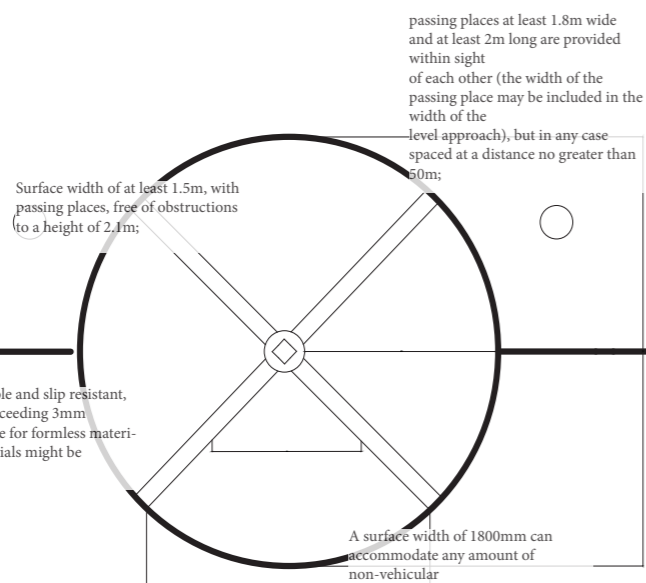 passing places at least 1.8m wide
and at least 2m long are provided
within sight
of each other (the width of the
passing place may be included in the
width of the
level approach), but in any case
spaced at a distance no greater than
50m;
Surface width of at least 1.5m, with
passing places, free of obstructions
to a height of 2.1m;
ble and slip resistant,
ceeding 3mm
e for formless materi-
ials might be
A surface width of 1800mm can
accommodate any amount of
non-vehicular